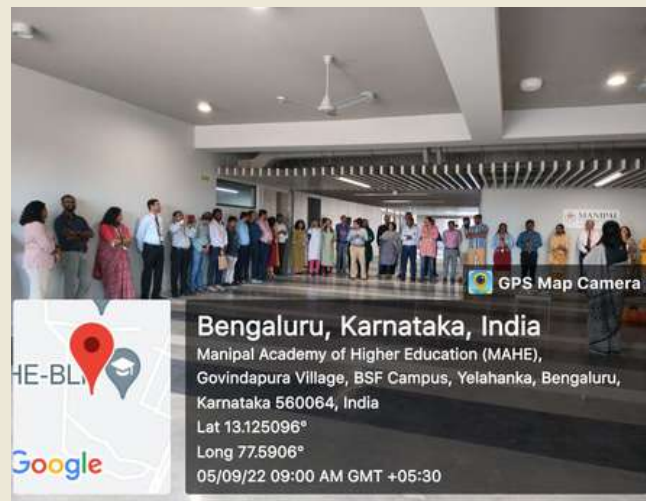 MANIPAL
GPS Map Camera
HE-BL
Google
Bengaluru, Karnataka, India
Manipal Academy of Higher Education (MAHE),
Govindapura Village, BSF Campus, Yelahanka, Bengaluru,
Karnataka 560064, India
Lat 13.125096°
Long 77.5906°
05/09/22 09:00 AM GMT +05:30